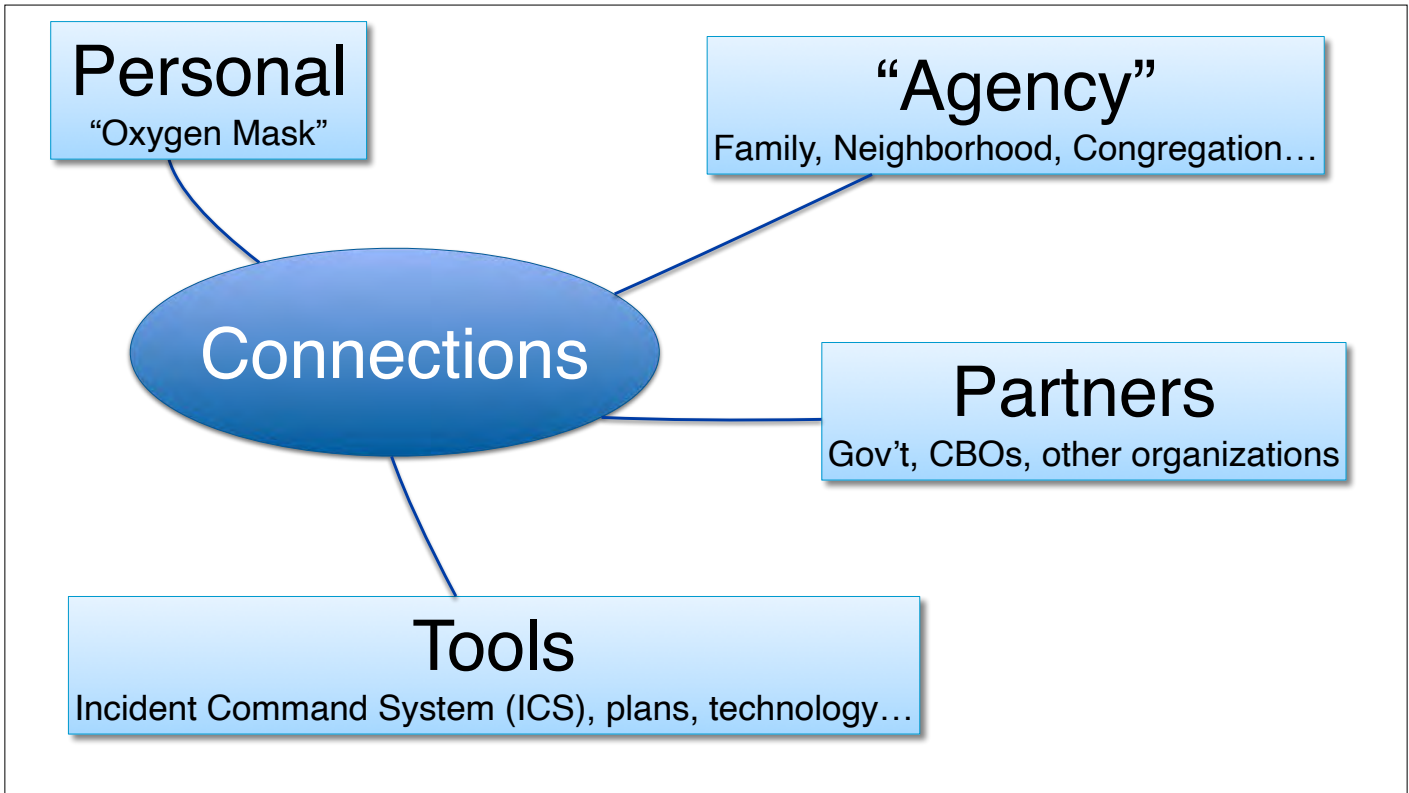 Personal
“Oxygen Mask”
“Agency”
Family, Neighborhood, Congregation…
Connections
Partners
Gov’t, CBOs, other organizations
Tools
Incident Command System (ICS), plans, technology…